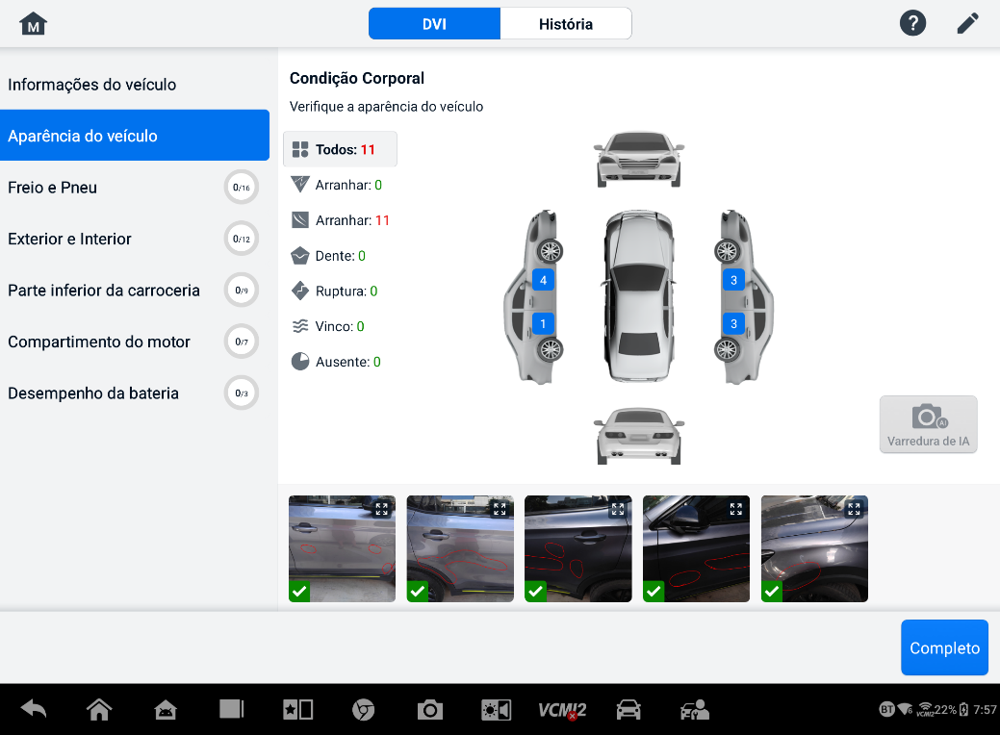 M
DVI
História
?
Informações do veículo
Aparência do veículo
Freio e Pneu
0/16
Exterior e Interior
0/12
Parte inferior da carroceria
0/9
Compartimento do motor
0/7
Desempenho da bateria
0/3
Condição Corporal
Verifique a aparência do veículo
Todos: 11
Arranhar: 0
Arranhar: 11
Dente: 0
Ruptura: 0
Vinco: 0
Ausente: 0
4
3
1
3
AI
Varredura de IA
Completo
VCMI2
BT
6
VCMI2
22%
7:57